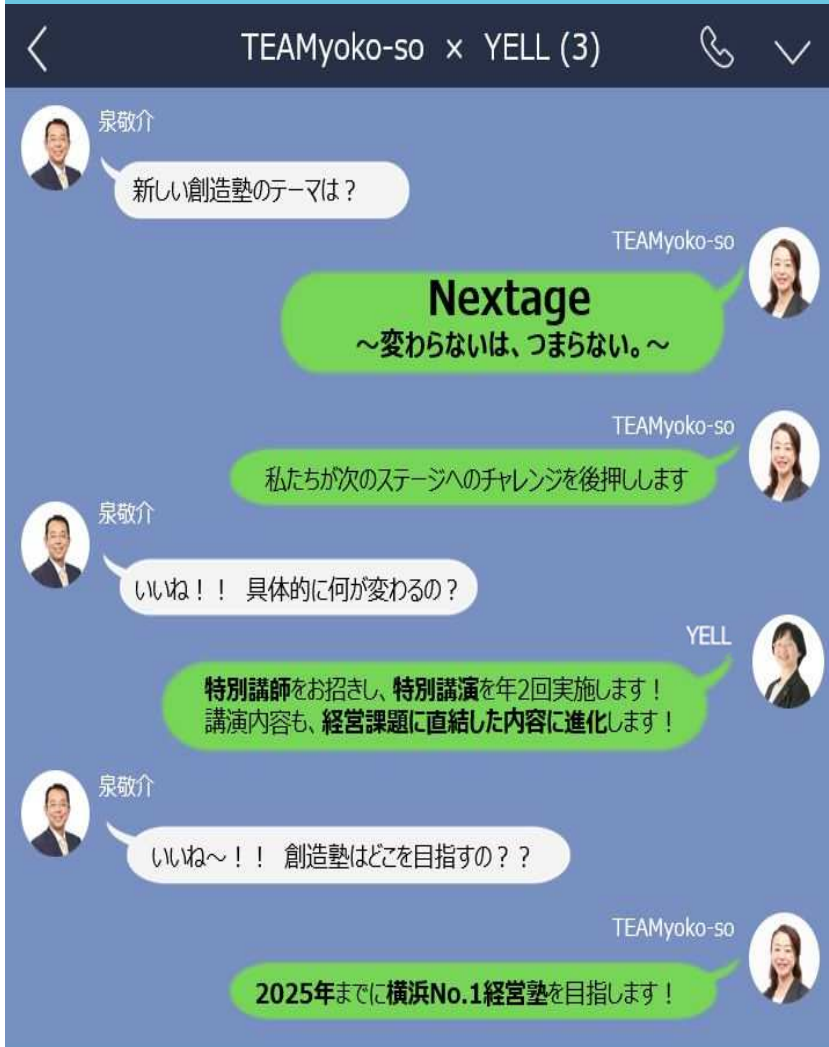 TEAMyoko-so × YELL (3)
泉敬介
新しい創造塾のテーマは？
TEAMyoko-so
Nextage
～変わらないは、つまらない。～
TEAMyoko-so
私たちが次のステージへのチャレンジを後押しします
泉敬介
いいね！！ 具体的に何が変わるの？
YELL
特別講師をお招きし、特別講演を年2回実施します！
講演内容も、経営課題に直結した内容に進化します！
泉敬介
いいね～！！ 創造塾はどこを目指すの？？
TEAMyoko-so
2025年までに横浜No.1経営塾を目指します！